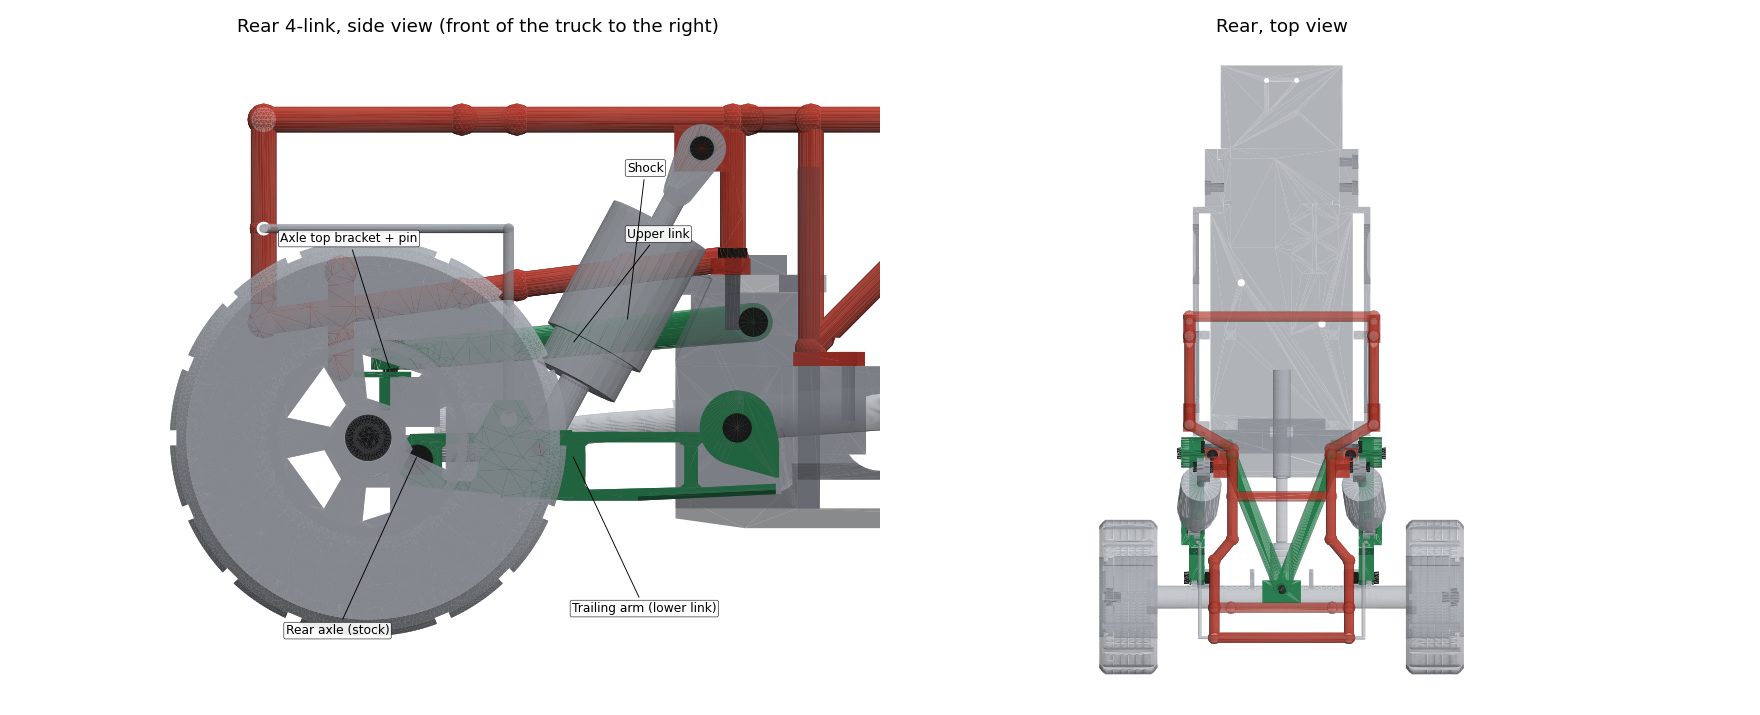 Rear 4-link, side view (front of the truck to the right)
Rear, top view
Shock
Upper link
Axle top bracket + pin
Trailing arm (lower link)
Rear axle (stock)